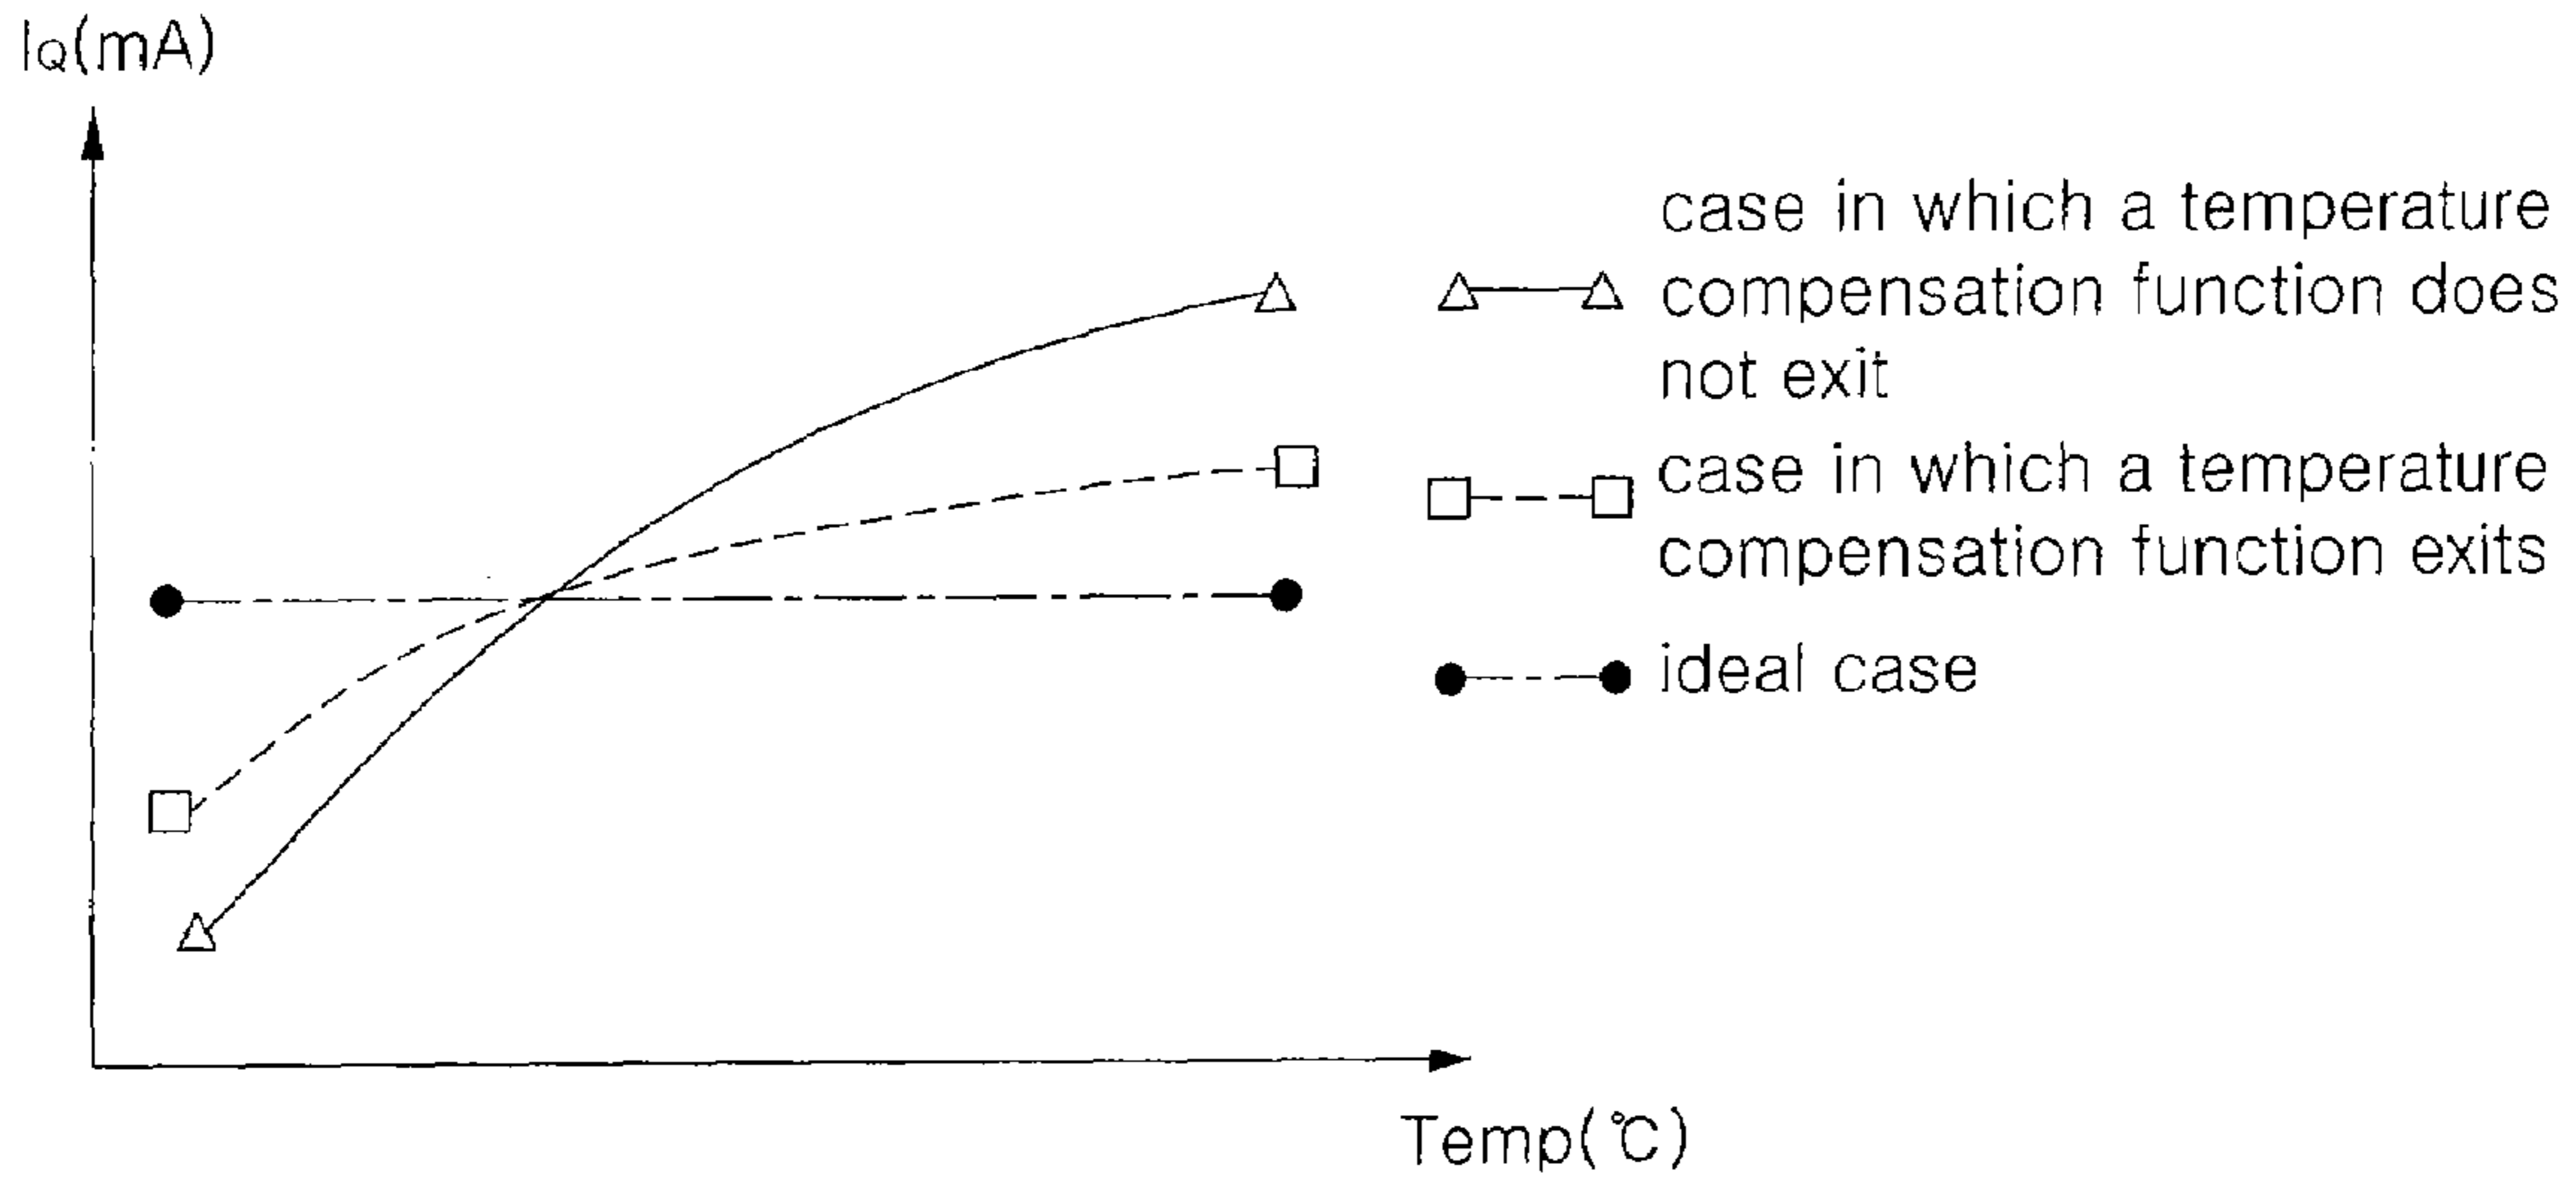 IQ(mA)
case in which a temperature
compensation function does
not exit
case in which a temperature
compensation function exits
ideal case
Temp(℃)